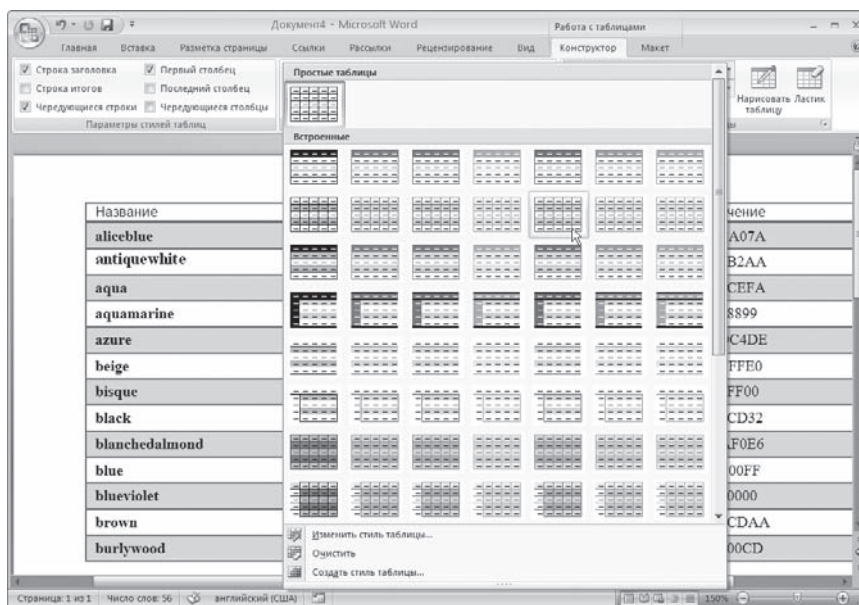 Документ4 - Microsoft Word
Работа с таблицами
Главная Вставка Разметка страницы Ссылки Рассылки Рецензирование Вид Конструктор Макет
Строка заголовка Первый столбец
Строка итогов Последний столбец
Чередующиеся строки Чередующиеся столбцы
Параметры стилей таблиц
Простые таблицы
Встроенные
Нарисовать таблицу
Ластик
Название
aliceblue
antiquewhite
aqua
aquamarine
azure
beige
bisque
black
blanchedalmond
blue
blueviolet
brown
burlywood
чение
A07A
B2AA
CEFA
8899
C4DE
FFE0
FF00
CD32
F0E6
00FF
0000
CDAA
00CD
Изменить стиль таблицы...
Очистить
Создать стиль таблицы...
Страница: 1 из 1 Число слов: 56 английский (США) 150%